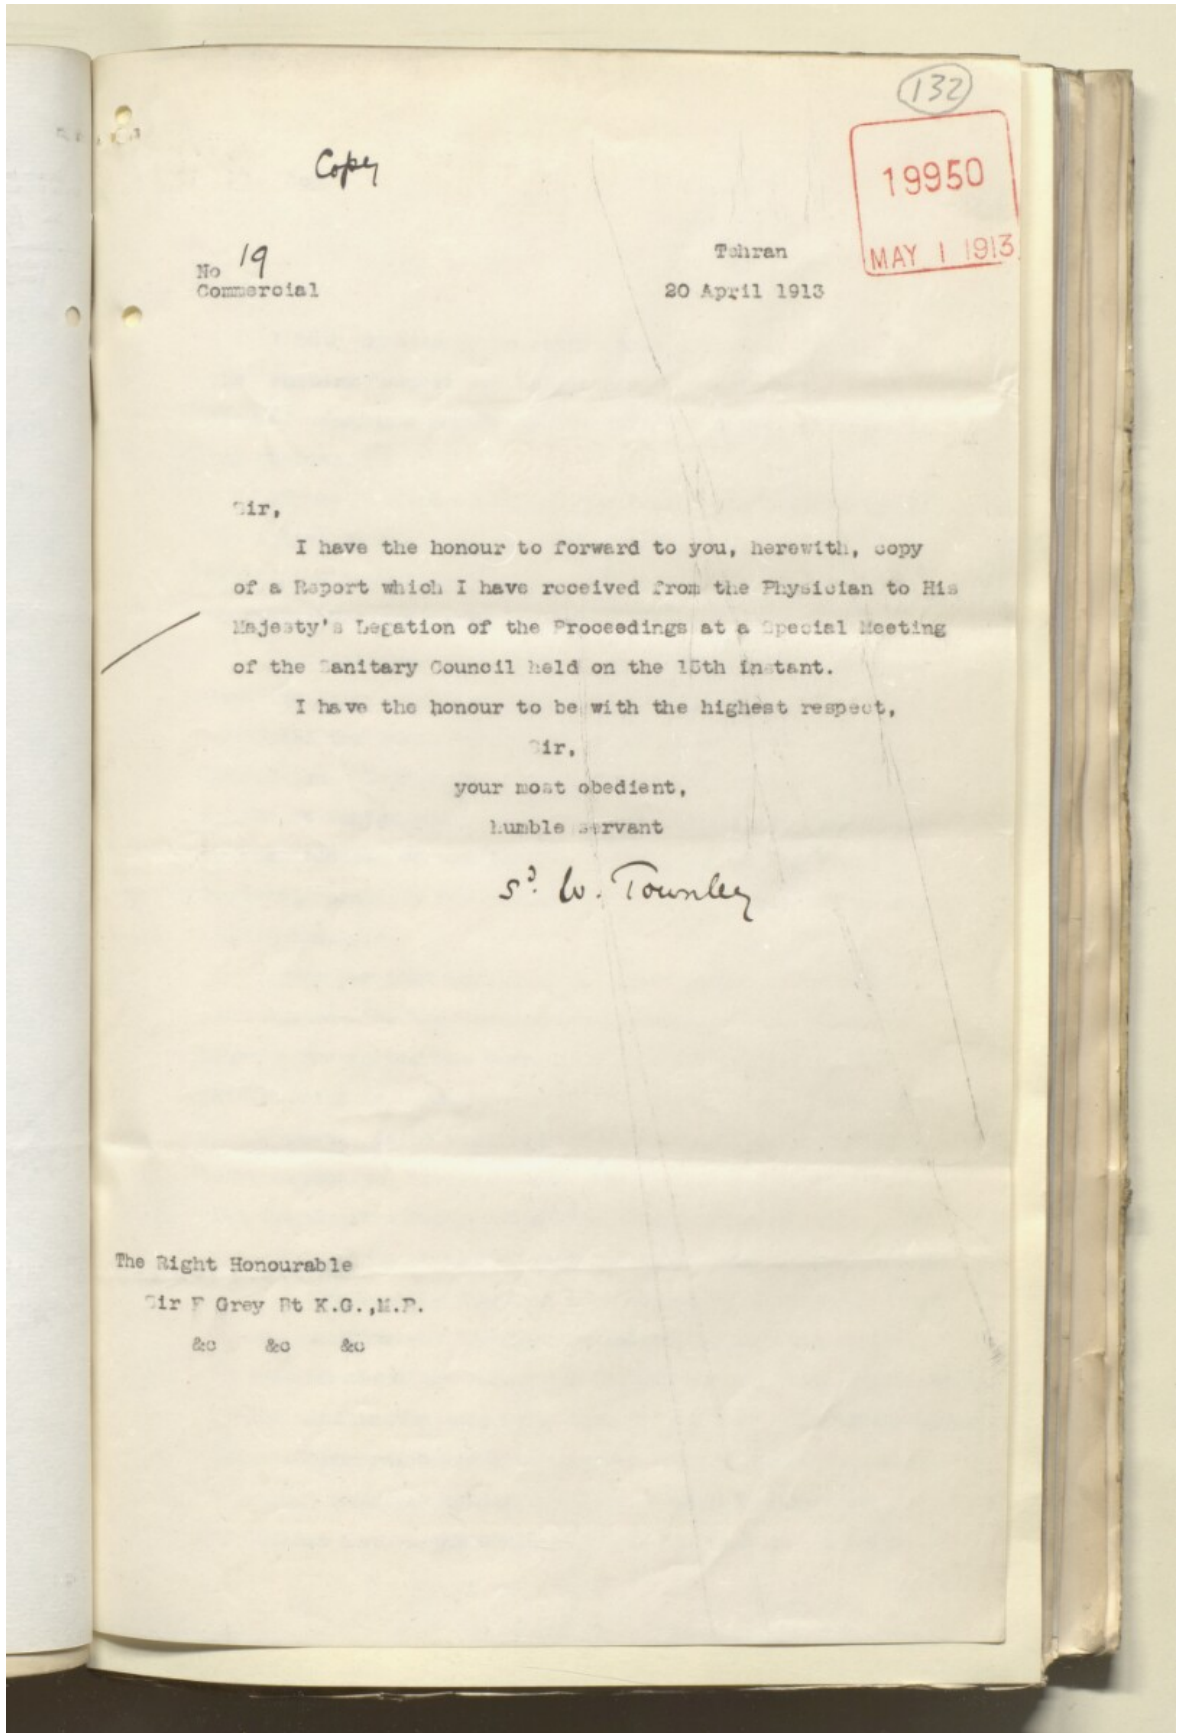 132
Copy
19950
MAY 1 1913
No 19
Commercial
Tehran
20 April 1913
Sir,
I have the honour to forward to you, herewith, copy
of a Report which I have received from the Physician to His
Majesty's Legation of the Proceedings at a Special Meeting
of the Sanitary Council held on the 15th instant.
I have the honour to be with the highest respect,
Sir,
your most obedient,
humble servant
sd. W. Townley
The Right Honourable
Sir E Grey Bt K.G.,M.P.
&c &c &c